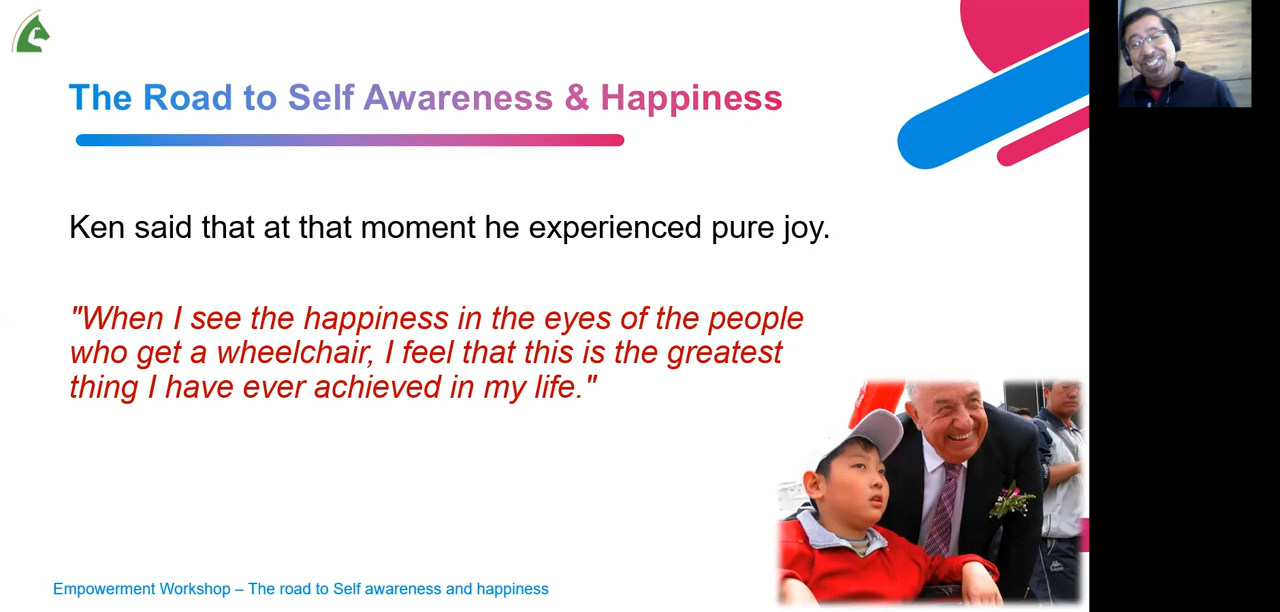 The Road to Self Awareness & Happiness
Ken said that at that moment he experienced pure joy.
"When I see the happiness in the eyes of the people
who get a wheelchair, I feel that this is the greatest
thing I have ever achieved in my life."
Empowerment Workshop – The road to Self awareness and happiness